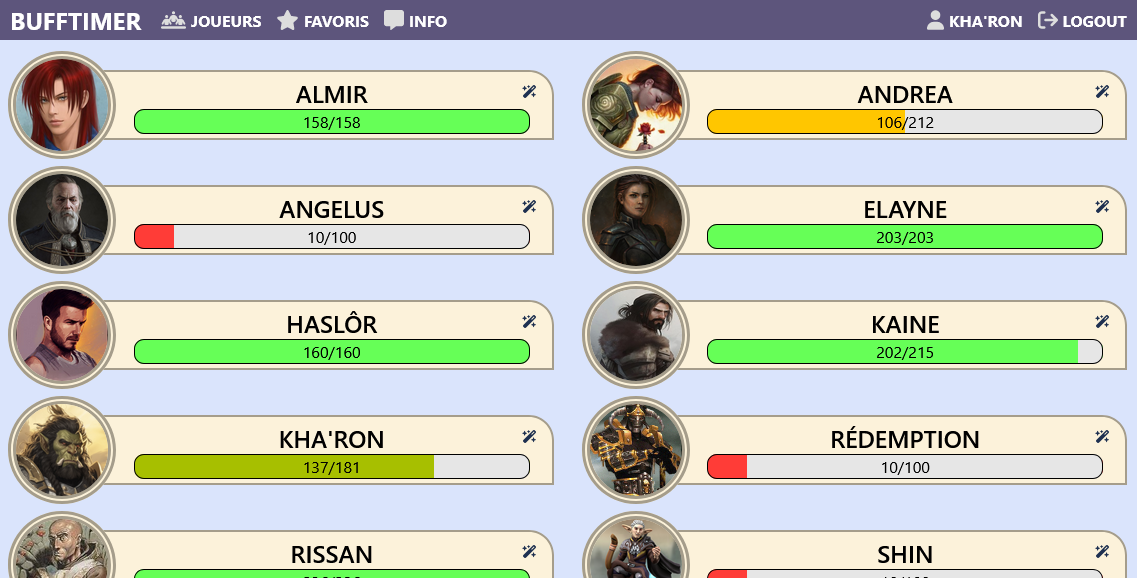 BUFFTIMER JOUEURS FAVORIS INFO KHA'RON LOGOUT
ALMIR
158/158
ANDREA
106/212
ANGELUS
10/100
ELAYNE
203/203
HASLÔR
160/160
KAINE
202/215
KHA'RON
137/181
RÉDEMPTION
10/100
RISSAN
SHIN